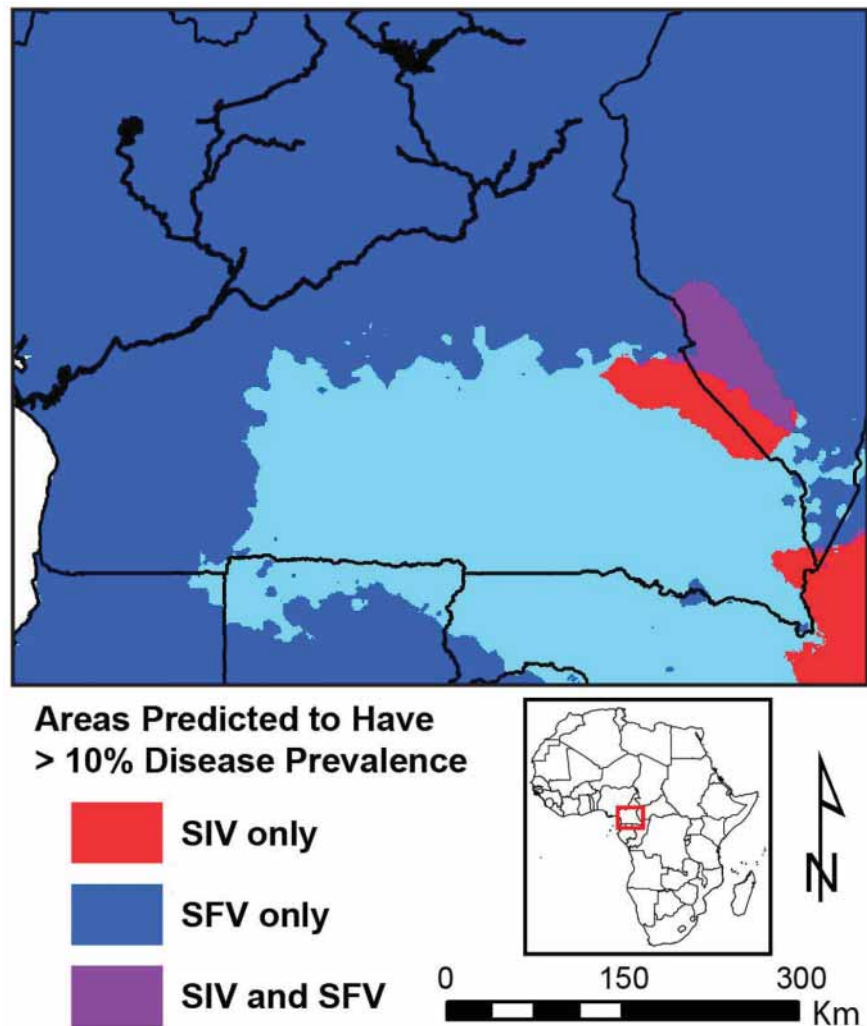 Areas Predicted to Have
> 10% Disease Prevalence
SIV only
SFV only
SIV and SFV
N
0 150 300
Km